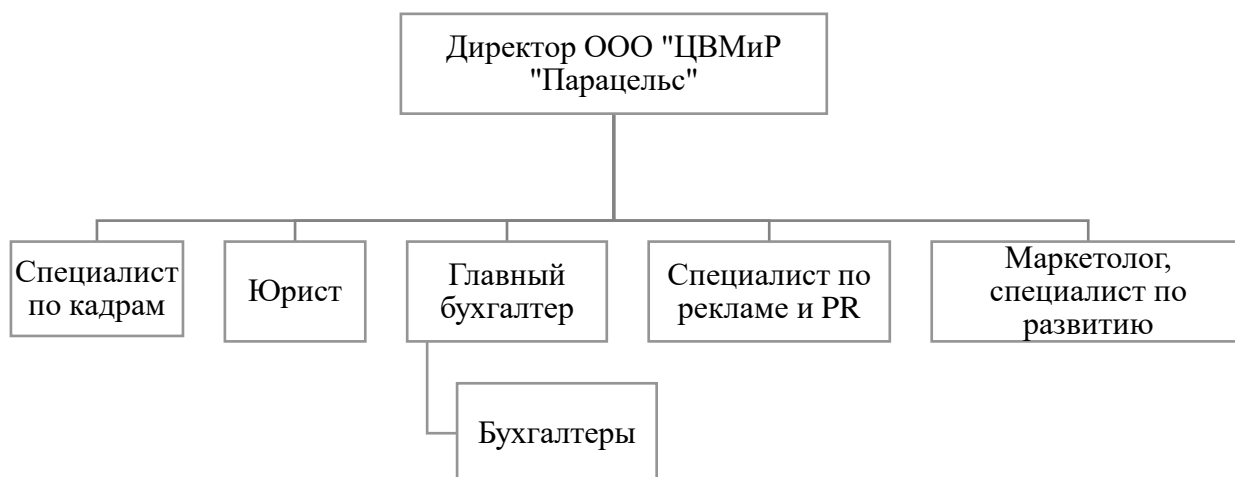 Директор ООО "ЦВМиР
"Парацельс"
Специалист
по кадрам
Юрист
Главный
бухгалтер
Специалист по
рекламе и PR
Маркетолог,
специалист по
развитию
Бухгалтеры